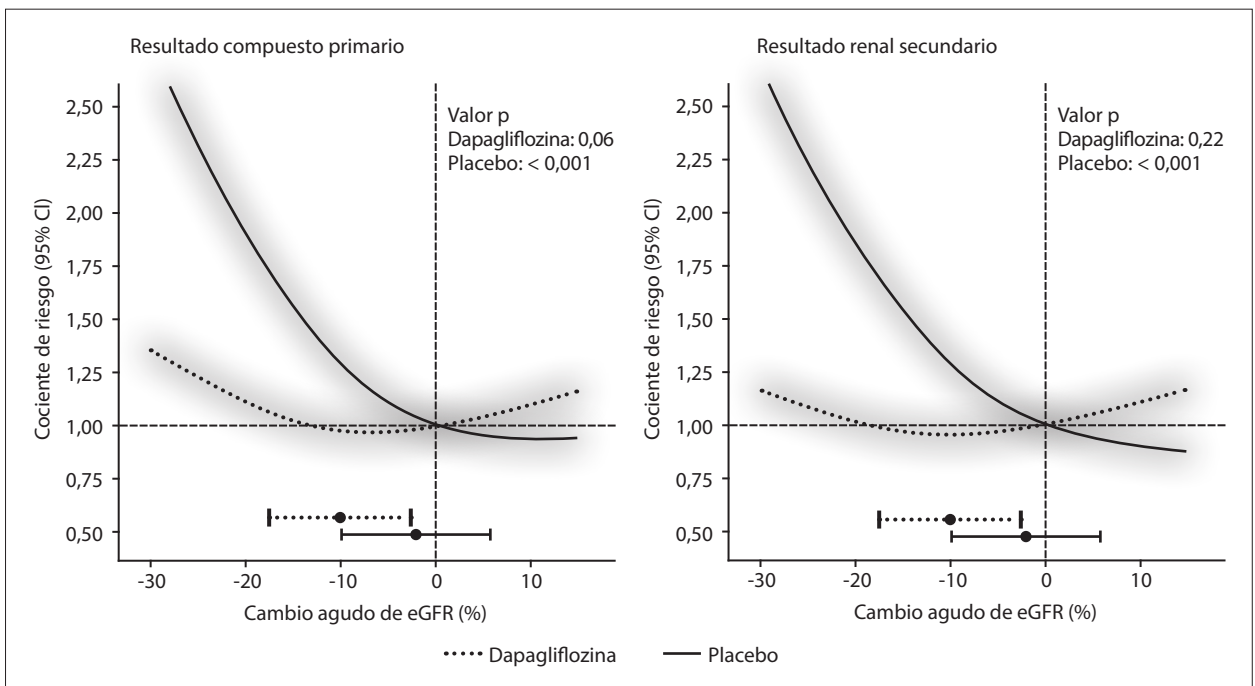 Resultado compuesto primario
Cociente de riesgo (95% CI)
2,50
2,25
2,00
1,75
1,50
1,25
1,00
0,75
0,50
Valor p
Dapagliflozina: 0,06
Placebo: < 0,001
-30
-20
-10
0
10
Cambio agudo de eGFR (%)
Resultado renal secundario
Cociente de riesgo (95% CI)
2,50
2,25
2,00
1,75
1,50
1,25
1,00
0,75
0,50
Valor p
Dapagliflozina: 0,22
Placebo: < 0,001
-30
-20
-10
0
10
Cambio agudo de eGFR (%)
Dapagliflozina
Placebo